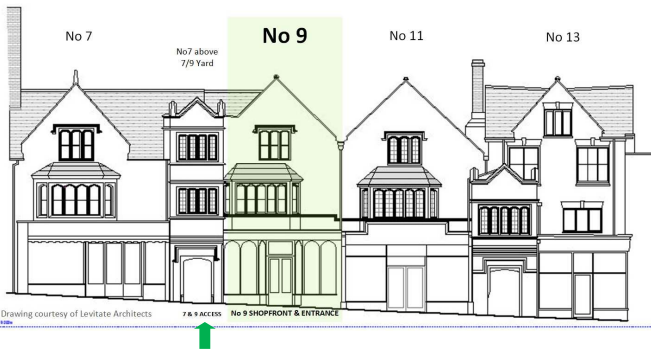 No 7
No7 above
7/9 Yard
No 9
No 11
No 13
Drawing courtesy of Levitate Architects
7 & 9 ACCESS
No 9 SHOPFRONT & ENTRANCE